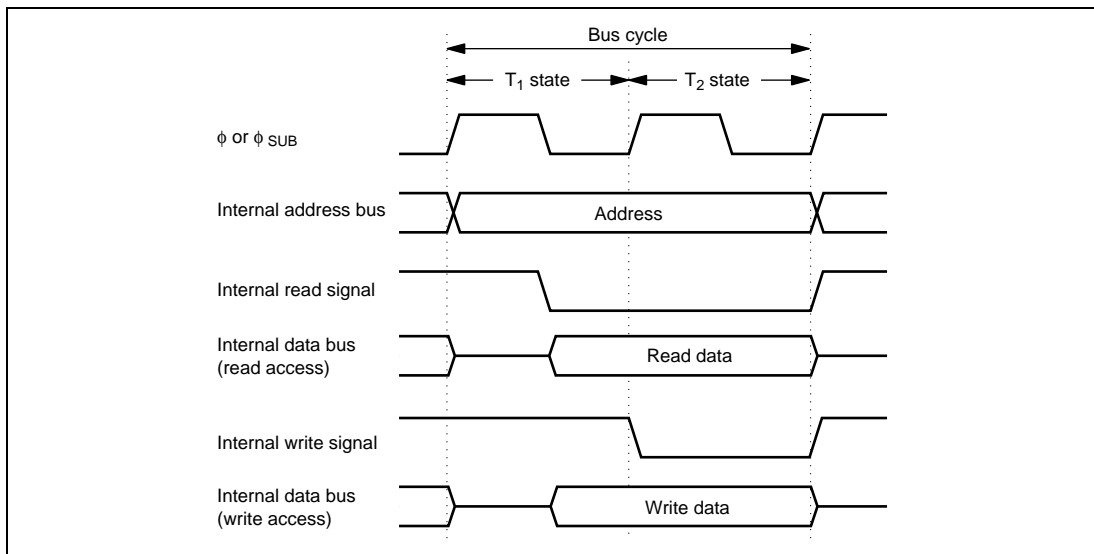 Bus cycle
T1 state
T2 state
ϕ or ϕ SUB
Internal address bus
Address
Internal read signal
Internal data bus
(read access)
Read data
Internal write signal
Internal data bus
(write access)
Write data